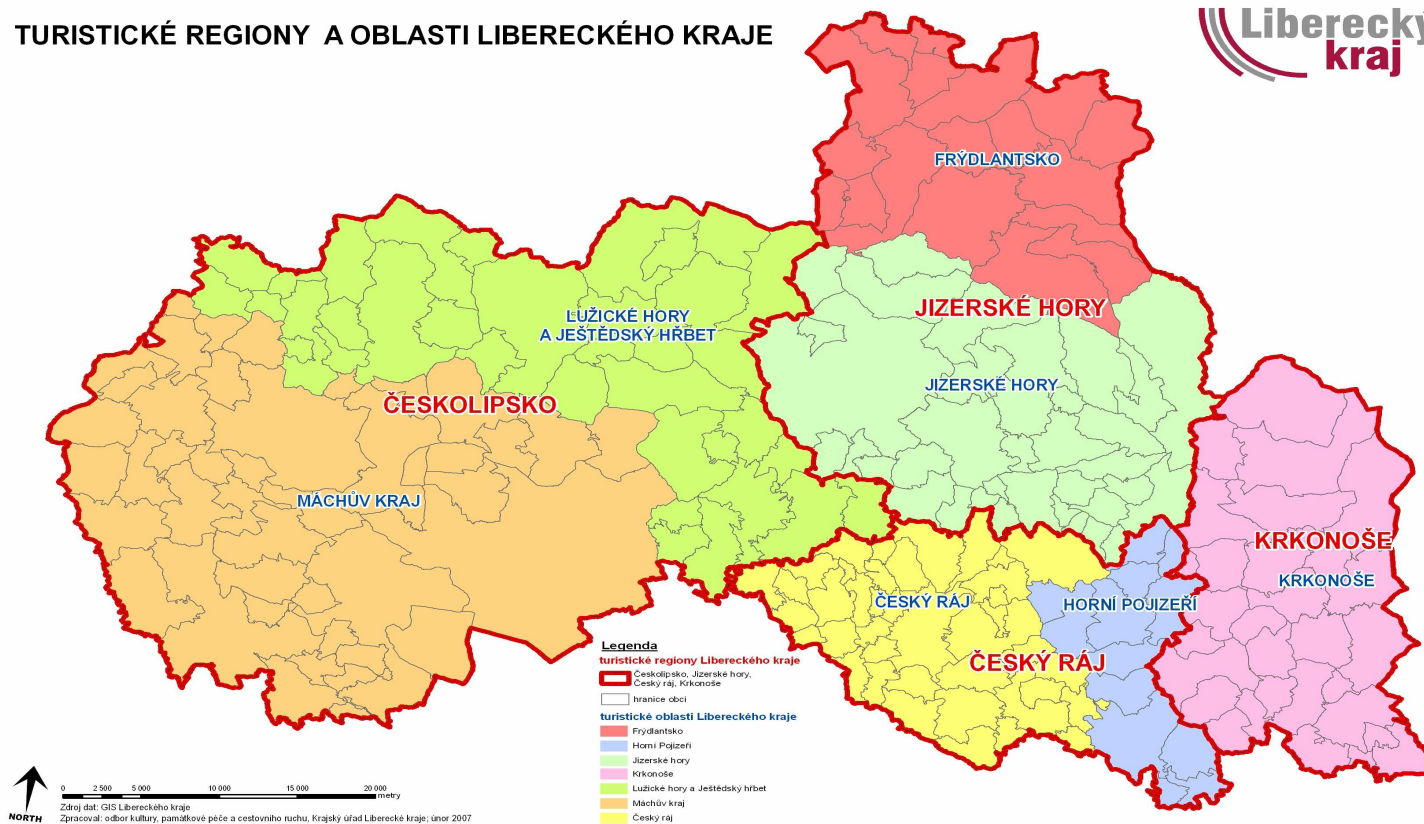 TURISTICKÉ REGIONY A OBLASTI LIBERECKÉHO KRAJE
Liberecký
kraj
FRÝDLANTSKO
JIZERSKÉ HORY
LUŽICKÉ HORY
A JEŠTĚDSKÝ HŘBET
JIZERSKÉ HORY
ČESKOLIPSKO
MÁCHŮV KRAJ
KRKONOŠE
KRKONOŠE
ČESKÝ RÁJ
HORNÍ POJIZEŘÍ
ČESKÝ RÁJ
Legenda
turistické regiony Libereckého kraje
Českolipsko, Jizerské hory,
Český ráj, Krkonoše
hranice obcí
turistické oblasti Libereckého kraje
Frýdlantsko
Horní Pojizeří
Jizerské hory
Krkonoše
Lužické hory a Ještědský hřbet
Máchův kraj
Český ráj
NORTH
0 2 500 5 000 10 000 15 000 20 000 metry
Zdroj dat: GIS Libereckého kraje
Zpracoval: odbor kultury, památkové péče a cestovního ruchu, Krajský úřad Liberecké kraje; únor 2007